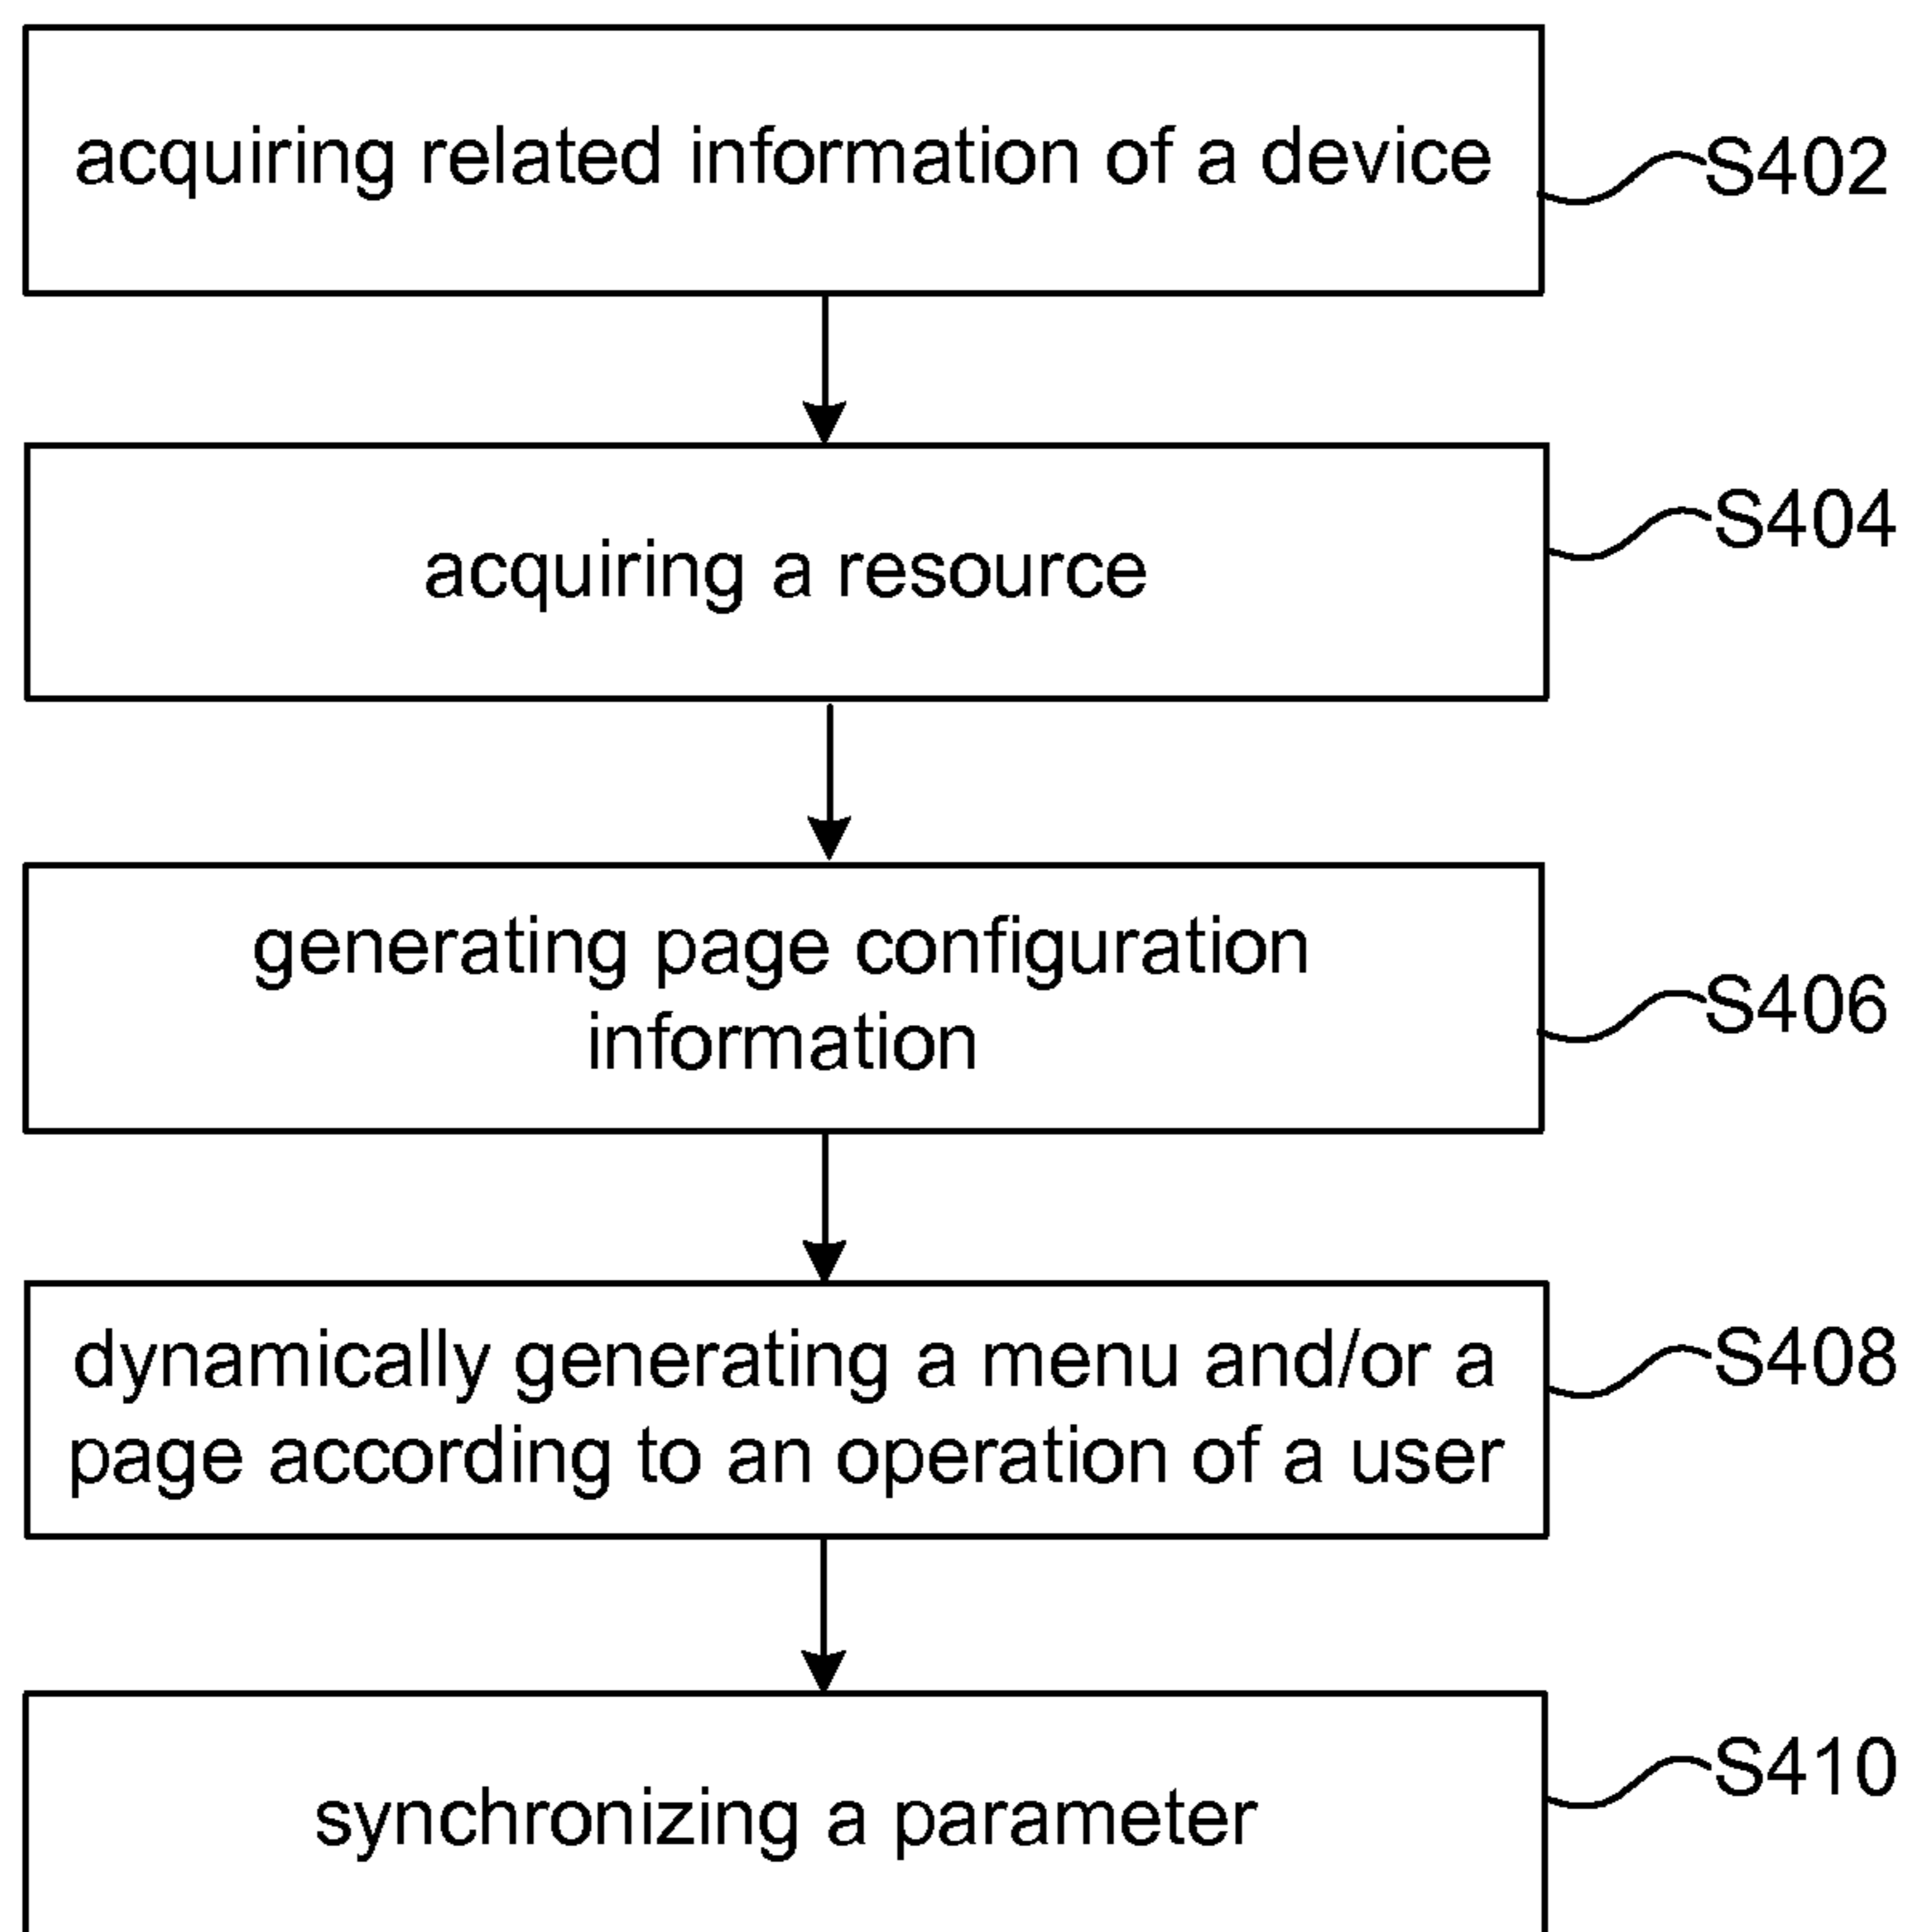 acquiring related information of a device
S402
acquiring a resource
S404
generating page configuration
information
S406
dynamically generating a menu and/or a
page according to an operation of a user
S408
synchronizing a parameter
S410